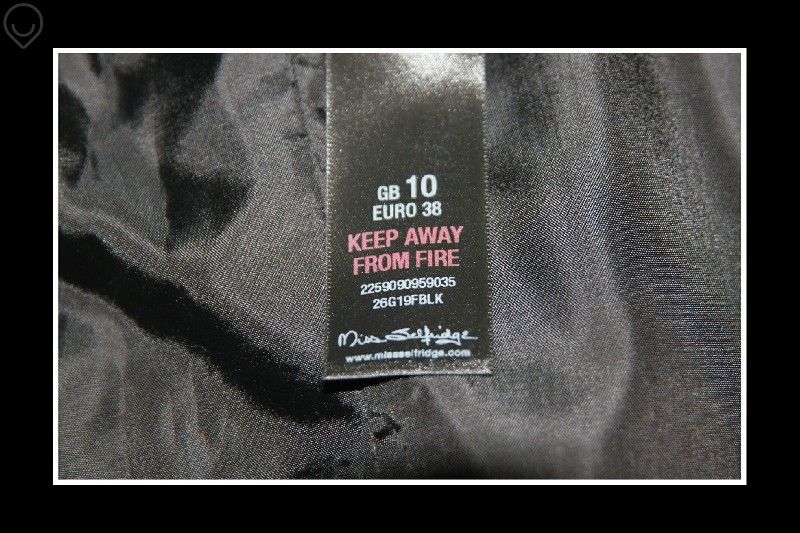 GB 10
EURO 38
KEEP AWAY
FROM FIRE
2259090959035
26G19FBLK
Miss Selfridge
www.missselfridge.com